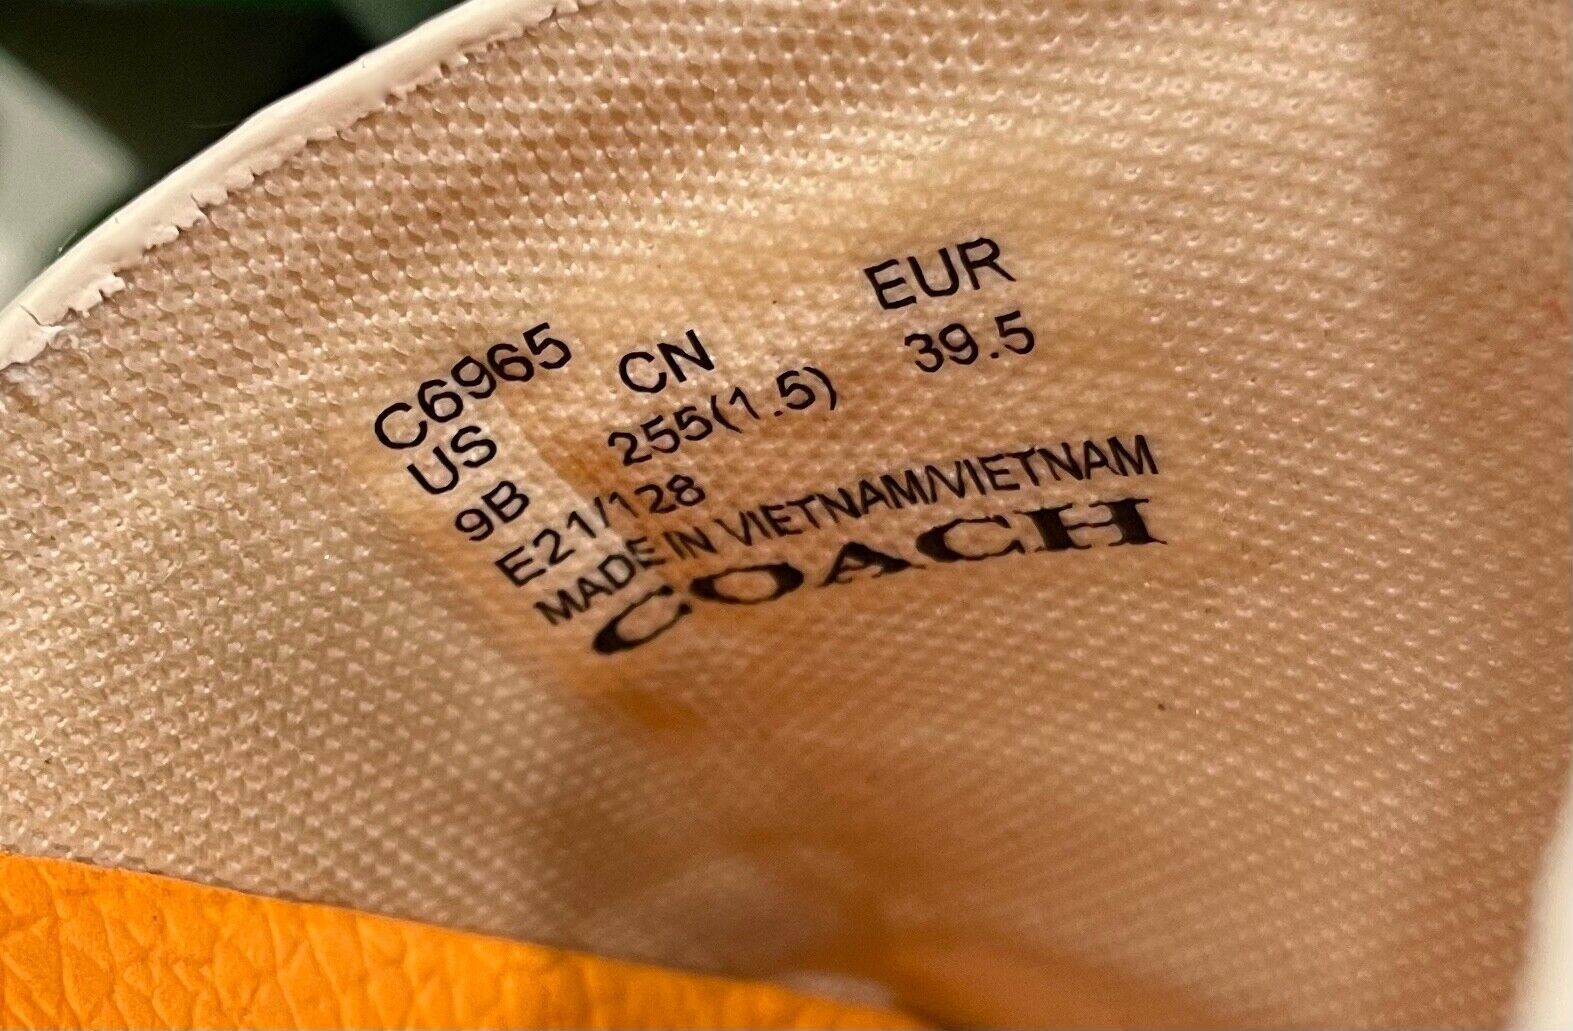 C6965
US CN EUR
9B 255(1.5) 39.5
E21/128
MADE IN VIETNAM/VIETNAM
COACH